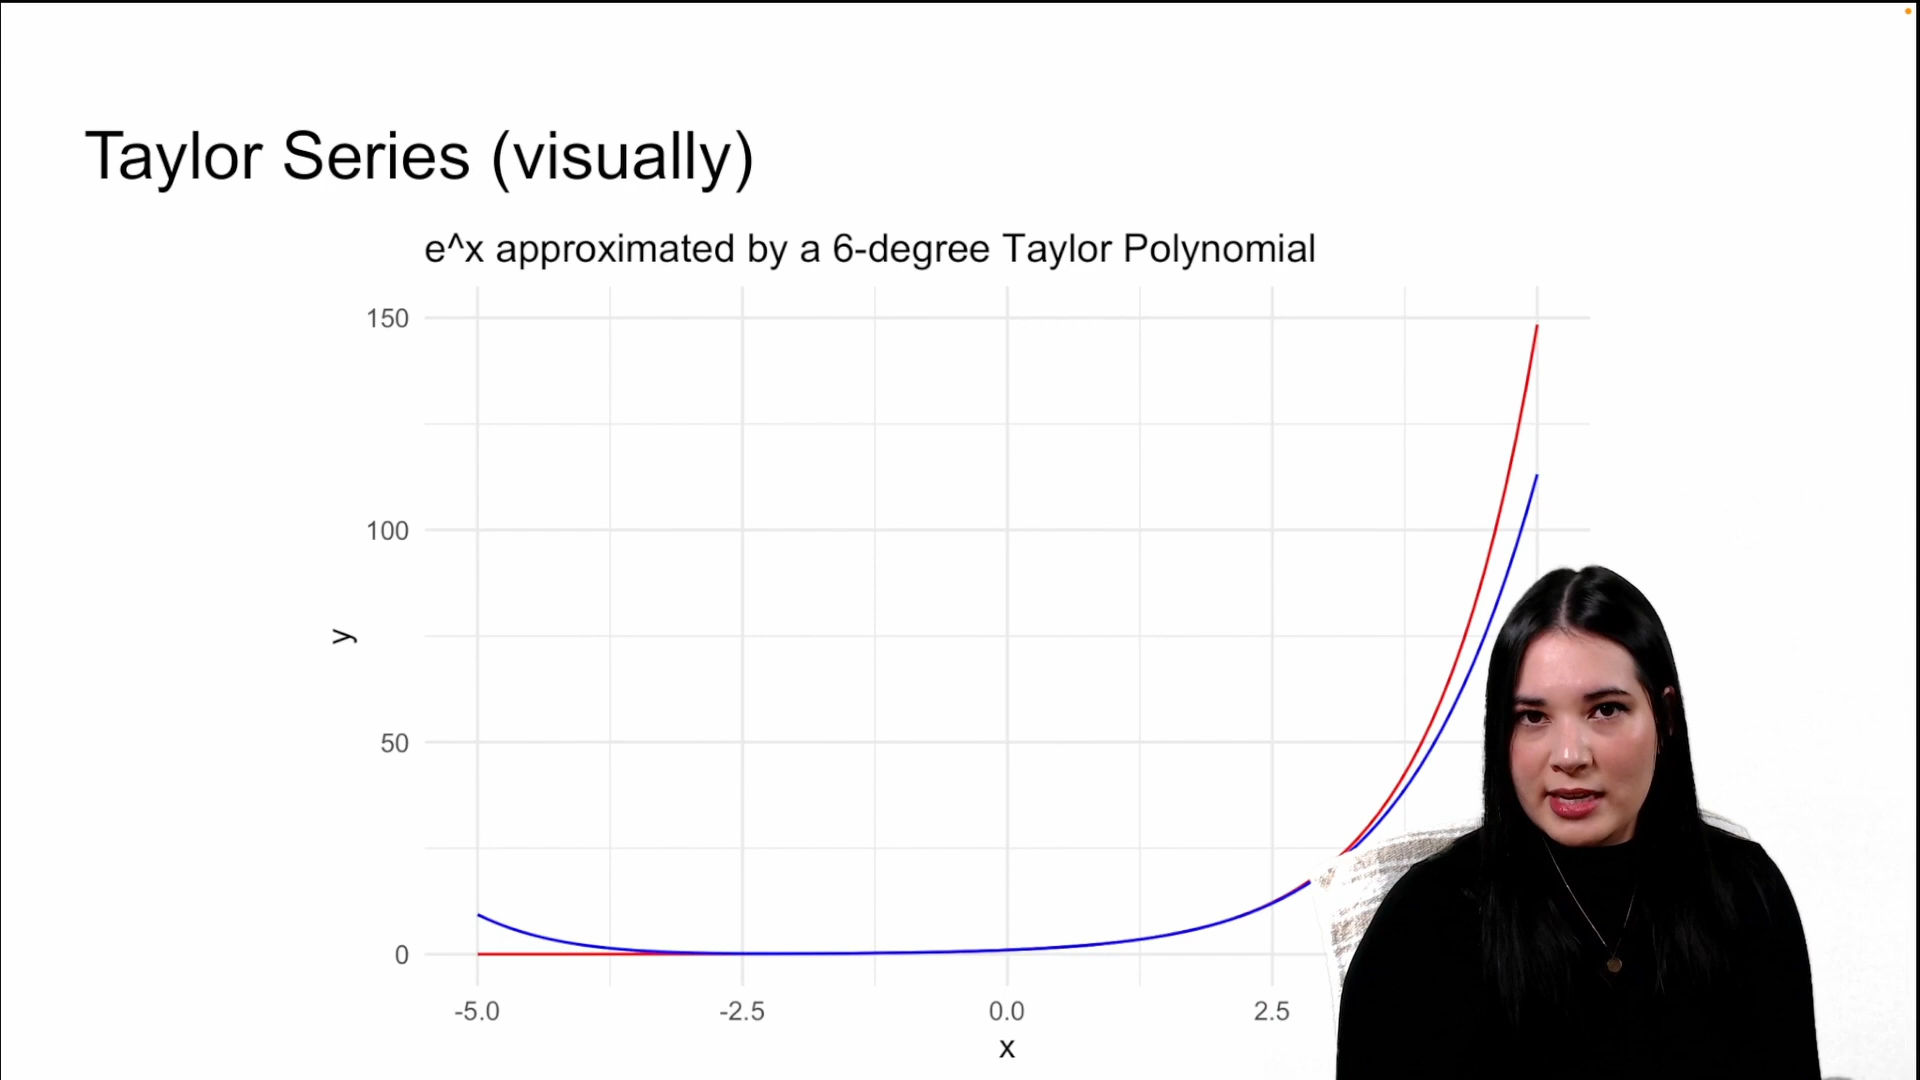 Taylor Series (visually)
e^x approximated by a 6-degree Taylor Polynomial
150
100
50
0
y
-5.0
-2.5
0.0
2.5
x